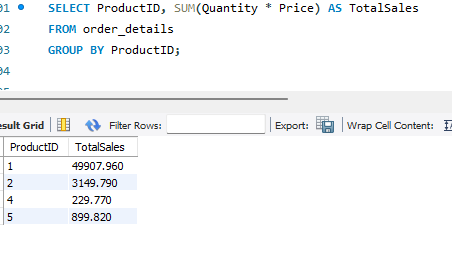 01 SELECT ProductID, SUM(Quantity * Price) AS TotalSales
02 FROM order_details
03 GROUP BY ProductID;
04
esult Grid Filter Rows: Export: Wrap Cell Content:
ProductID TotalSales
1 49907.960
2 3149.790
4 229.770
5 899.820